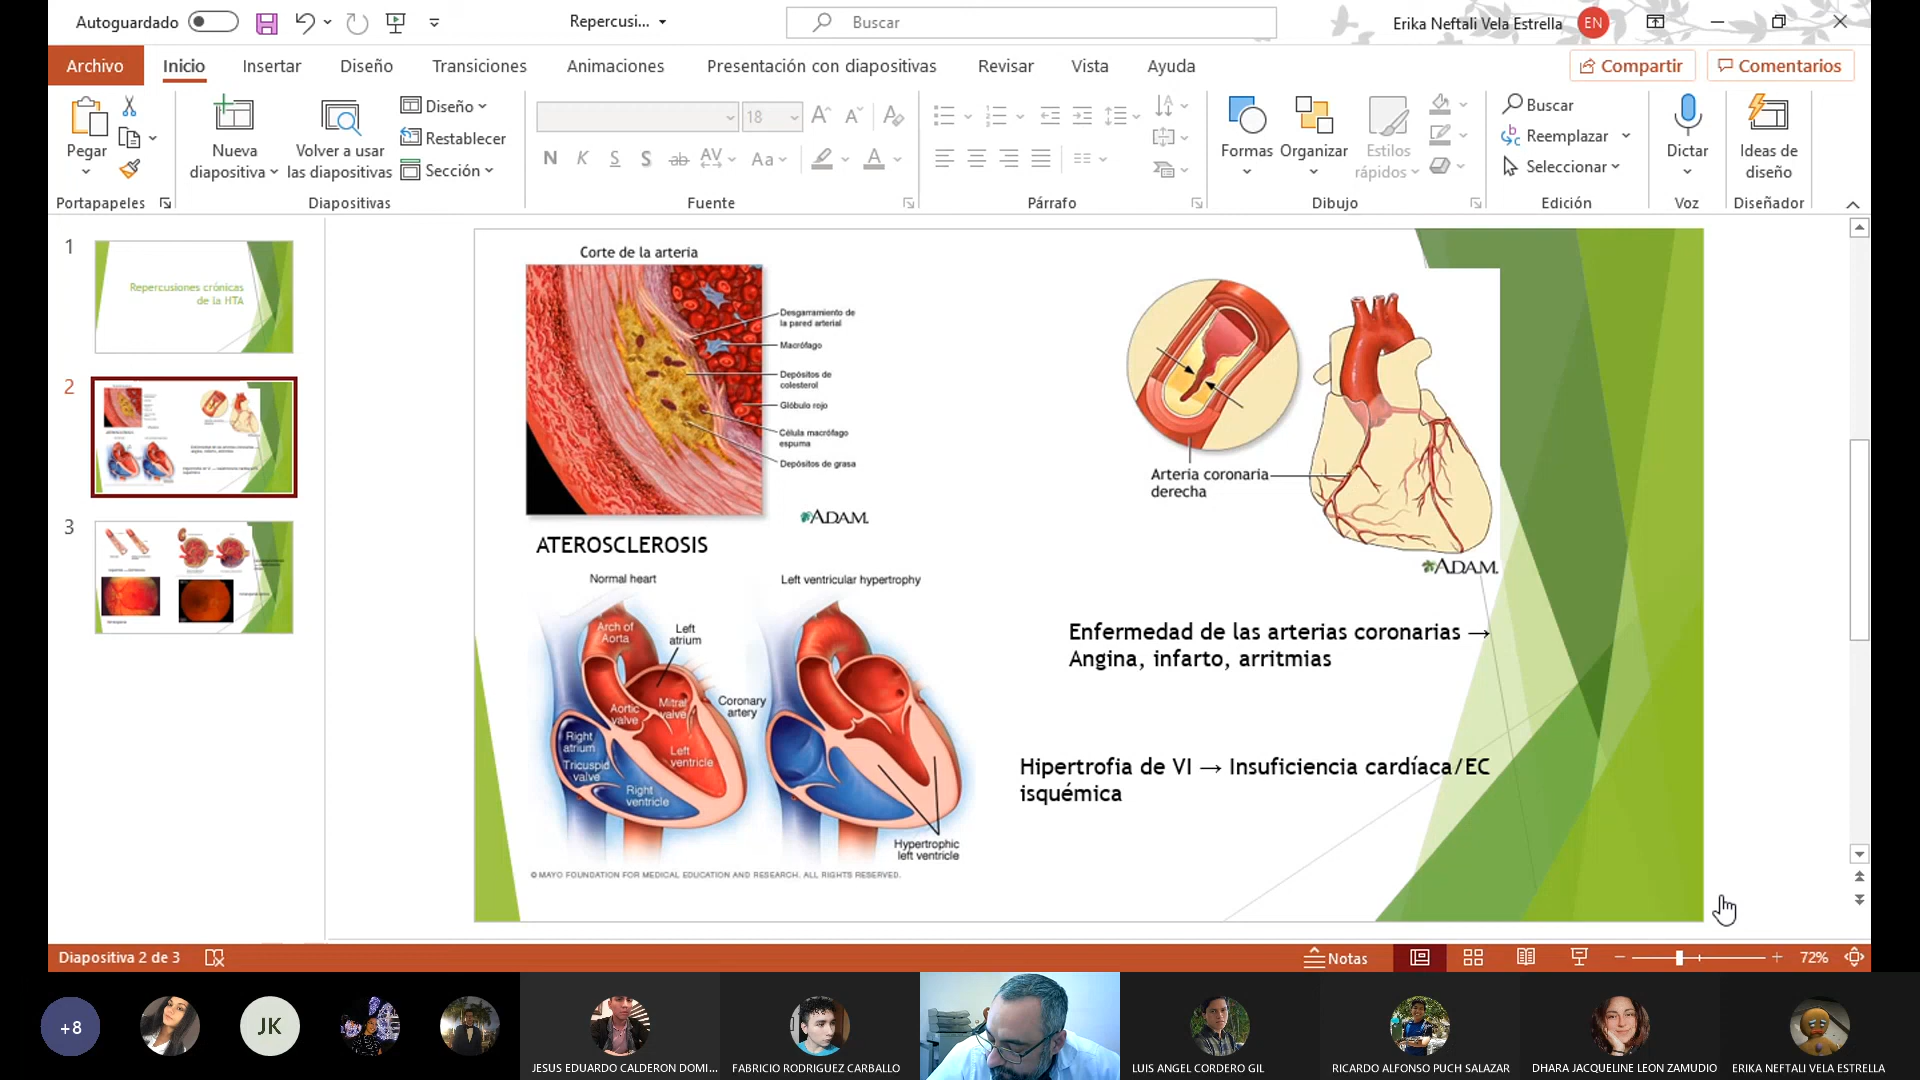 Autoguardado
Repercusi...
Buscar
Erika Neftali Vela Estrella
EN
Archivo
Inicio
Insertar
Diseño
Transiciones
Animaciones
Presentación con diapositivas
Revisar
Vista
Ayuda
Compartir
Comentarios
Pegar
Nueva
diapositiva
Volver a usar
las diapositivas
Diseño
Restablecer
Sección
18
N K S S ab AV Aa A
Formas
Organizar
Estilos
rápidos
Buscar
Reemplazar
Seleccionar
Dictar
Ideas de
diseño
Portapapeles
Diapositivas
Fuente
Párrafo
Dibujo
Edición
Voz
Diseñador
1
Repercusiones crónicas
de la HTA
2
3
Corte de la arteria
Desgarramiento de
la pared arterial
Macrófago
Depósitos de
colesterol
Glóbulo rojo
Célula macrófago
espuma
Depósitos de grasa
ADAM.
ATEROSCLEROSIS
Arteria coronaria
derecha
ADAM.
Normal heart
Left ventricular hypertrophy
Arch of
Aorta
Left
atrium
Aortic
valve
Mitral
valve
Coronary
artery
Right
atrium
Tricuspid
valve
Left
ventricle
Right
ventricle
Hypertrophic
left ventricle
© MAYO FOUNDATION FOR MEDICAL EDUCATION AND RESEARCH. ALL RIGHTS RESERVED.
Enfermedad de las arterias coronarias →
Angina, infarto, arritmias
Hipertrofia de VI → Insuficiencia cardíaca/EC
isquémica
Diapositiva 2 de 3
Notas
72%
+8
JK
JESUS EDUARDO CALDERON DOMI...
FABRICIO RODRIGUEZ CARBALLO
LUIS ANGEL CORDERO GIL
RICARDO ALFONSO PUCH SALAZAR
DHARA JACQUELINE LEON ZAMUDIO
ERIKA NEFTALI VELA ESTRELLA